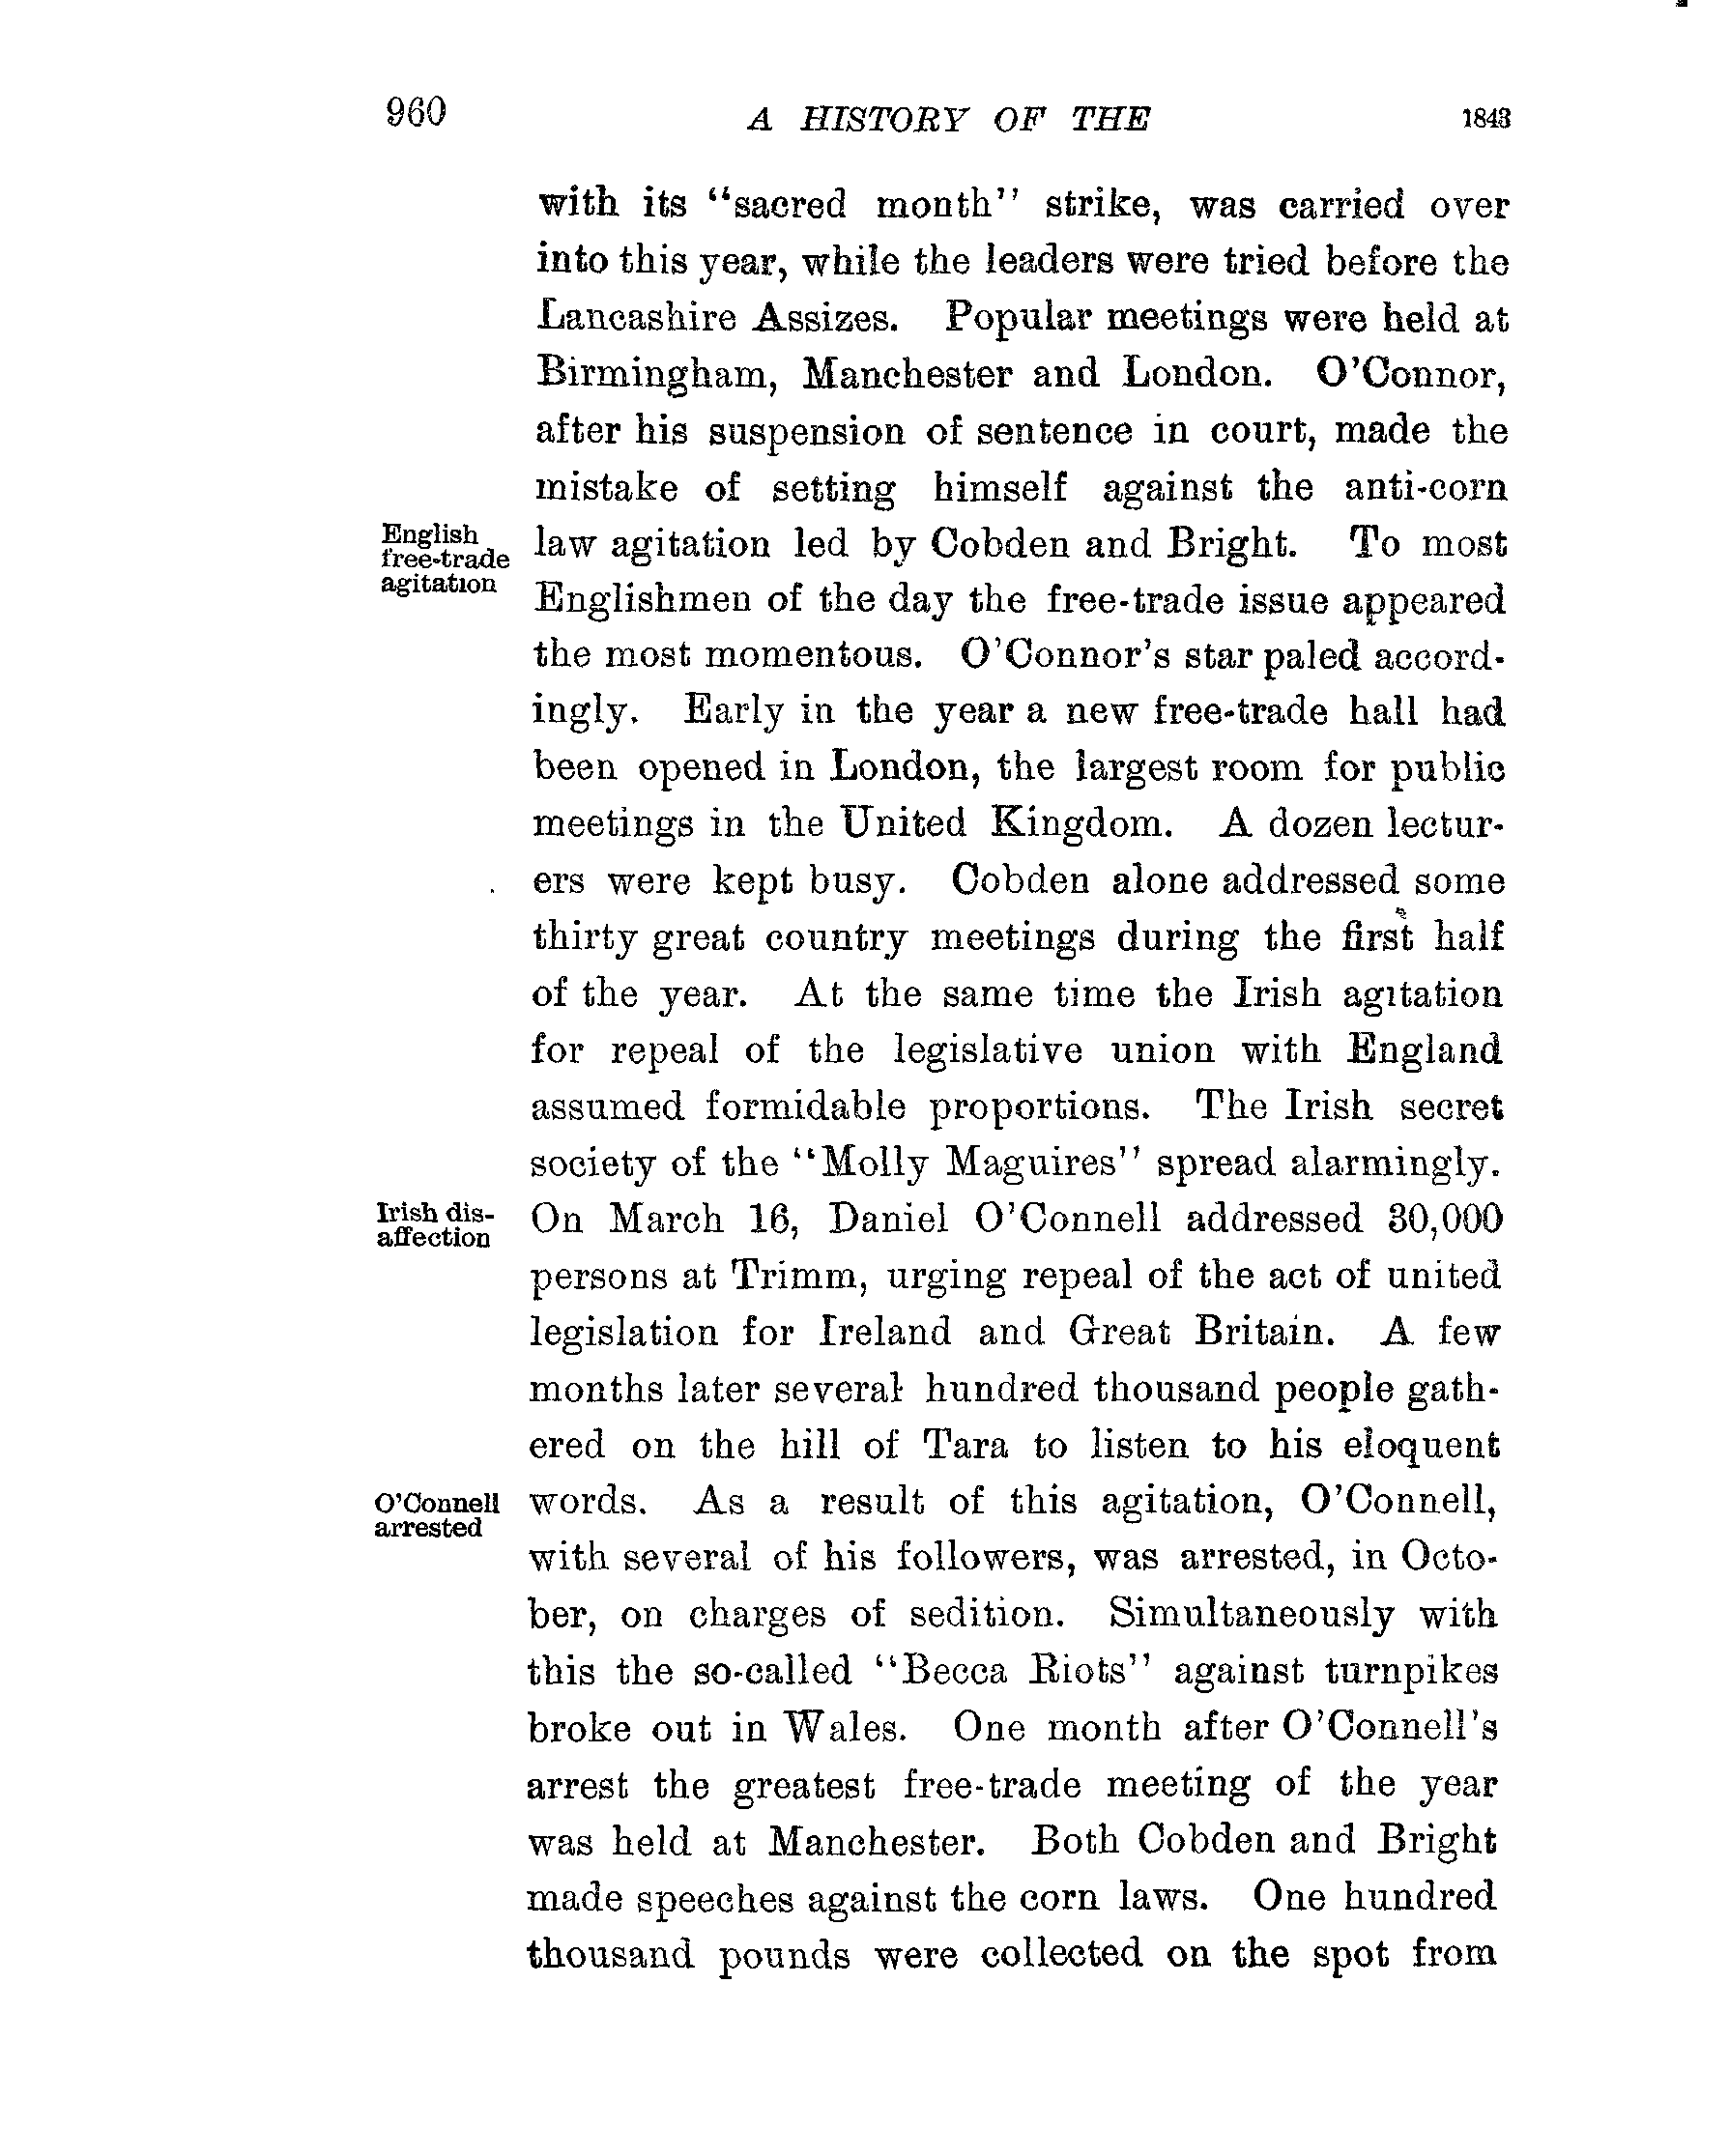 960 A HISTORY OF THE 1843
with its "sacred month" strike, was carried over
into this year, while the leaders were tried before the
Lancashire Assizes. Popular meetings were held at
Birmingham, Manchester and London. O'Connor,
after his suspension of sentence in court, made the
mistake of setting himself against the anti-corn
English
free-trade
agitation
law agitation led by Cobden and Bright. To most
Englishmen of the day the free-trade issue appeared
the most momentous. O'Connor's star paled accord-
ingly. Early in the year a new free-trade hall had
been opened in London, the largest room for public
meetings in the United Kingdom. A dozen lectur-
ers were kept busy. Cobden alone addressed some
thirty great country meetings during the first half
of the year. At the same time the Irish agitation
for repeal of the legislative union with England
assumed formidable proportions. The Irish secret
society of the "Molly Maguires" spread alarmingly.
Irish dis-
affection
On March 16, Daniel O'Connell addressed 30,000
persons at Trimm, urging repeal of the act of united
legislation for Ireland and Great Britain. A few
months later several hundred thousand people gath-
ered on the hill of Tara to listen to his eloquent
O'Connell
arrested
words. As a result of this agitation, O'Connell,
with several of his followers, was arrested, in Octo-
ber, on charges of sedition. Simultaneously with
this the so-called "Becca Riots" against turnpikes
broke out in Wales. One month after O'Connell's
arrest the greatest free-trade meeting of the year
was held at Manchester. Both Cobden and Bright
made speeches against the corn laws. One hundred
thousand pounds were collected on the spot from